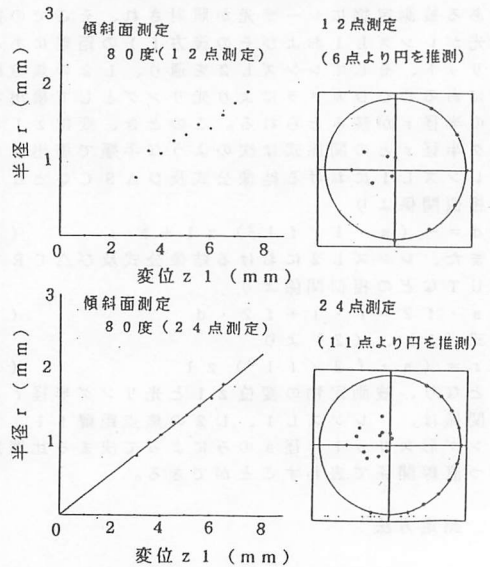 傾斜面測定
80度(12点測定)
半径r(mm)
3
2
1
0 2 4 6 8
変位z1(mm)
12点測定
(6点より円を推測)
傾斜面測定
80度(24点測定)
半径r(mm)
3
2
1
0 2 4 6 8
変位z1(mm)
24点測定
(11点より円を推測)